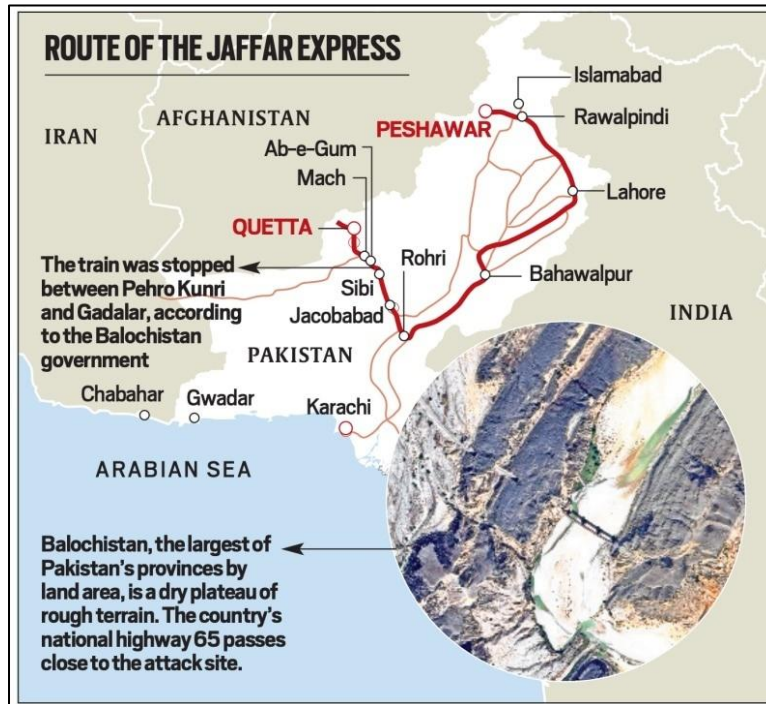 ROUTE OF THE JAFFAR EXPRESS
Islamabad
AFGHANISTAN
PESHAWAR
Rawalpindi
IRAN
Ab-e-Gum
Mach
Lahore
QUETTA
The train was stopped
between Pehro Kunri
and Gadalar, according
to the Balochistan
government
Rohri
Sibi
Bahawalpur
Jacobabad
INDIA
PAKISTAN
Chabahar
Gwadar
Karachi
ARABIAN SEA
Balochistan, the largest of
Pakistan's provinces by
land area, is a dry plateau of
rough terrain. The country's
national highway 65 passes
close to the attack site.